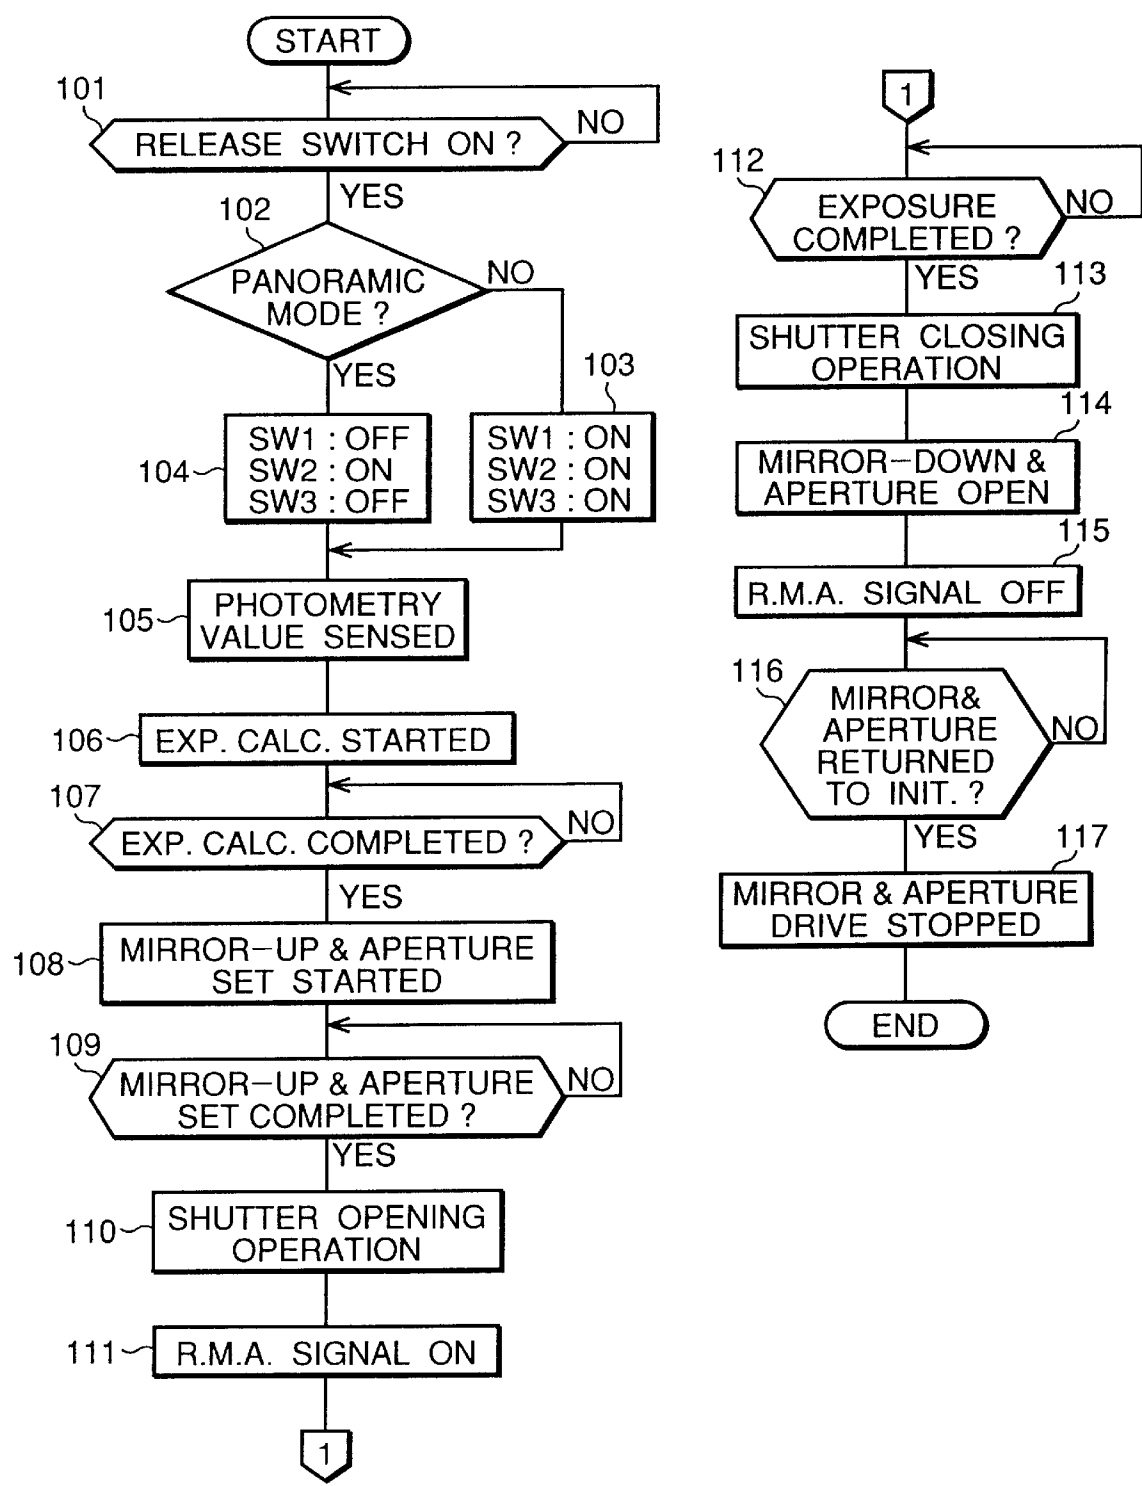 START
101
RELEASE SWITCH ON ?
NO
YES
102
PANORAMIC
MODE ?
NO
YES
103
104
SW1 : OFF
SW2 : ON
SW3 : OFF
SW1 : ON
SW2 : ON
SW3 : ON
105
PHOTOMETRY
VALUE SENSED
106
EXP. CALC. STARTED
107
EXP. CALC. COMPLETED ?
NO
YES
108
MIRROR-UP & APERTURE
SET STARTED
109
MIRROR-UP & APERTURE
SET COMPLETED ?
NO
YES
110
SHUTTER OPENING
OPERATION
111
R.M.A. SIGNAL ON
1
1
112
EXPOSURE
COMPLETED ?
NO
YES
113
SHUTTER CLOSING
OPERATION
114
MIRROR-DOWN &
APERTURE OPEN
115
R.M.A. SIGNAL OFF
116
MIRROR&
APERTURE
RETURNED
TO INIT. ?
NO
YES
117
MIRROR & APERTURE
DRIVE STOPPED
END